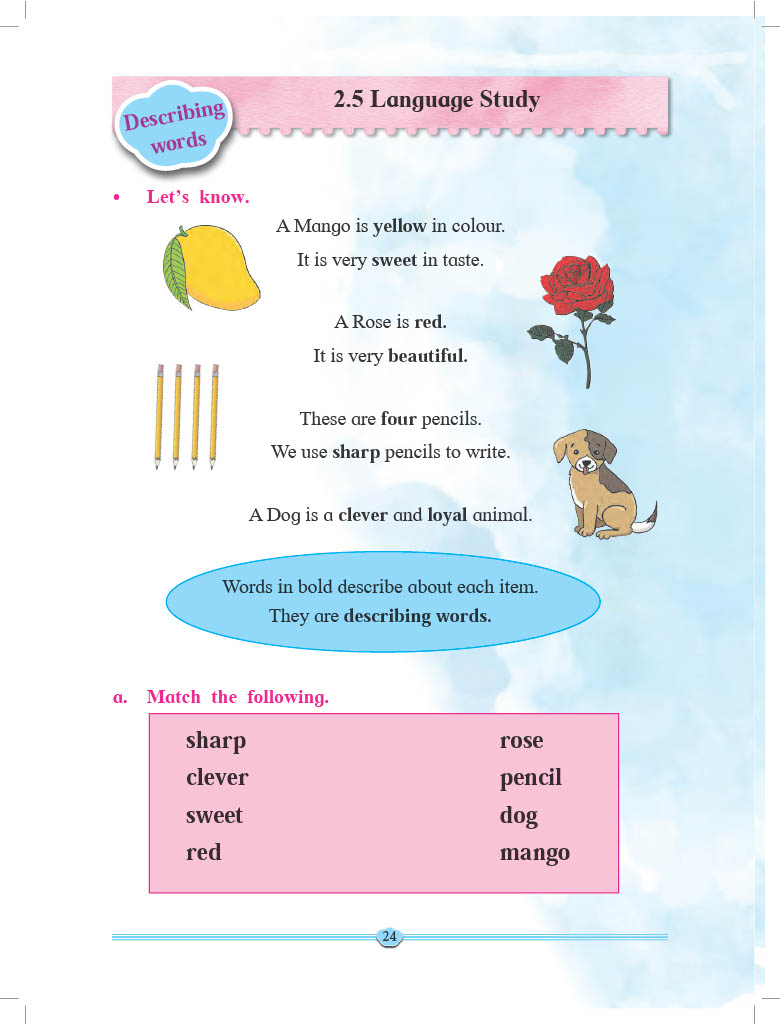 2.5 Language Study
Describing
words
• Let's know.
A Mango is yellow in colour.
It is very sweet in taste.
A Rose is red.
It is very beautiful.
These are four pencils.
We use sharp pencils to write.
A Dog is a clever and loyal animal.
Words in bold describe about each item.
They are describing words.
a. Match the following.
sharp rose
clever pencil
sweet dog
red mango
24